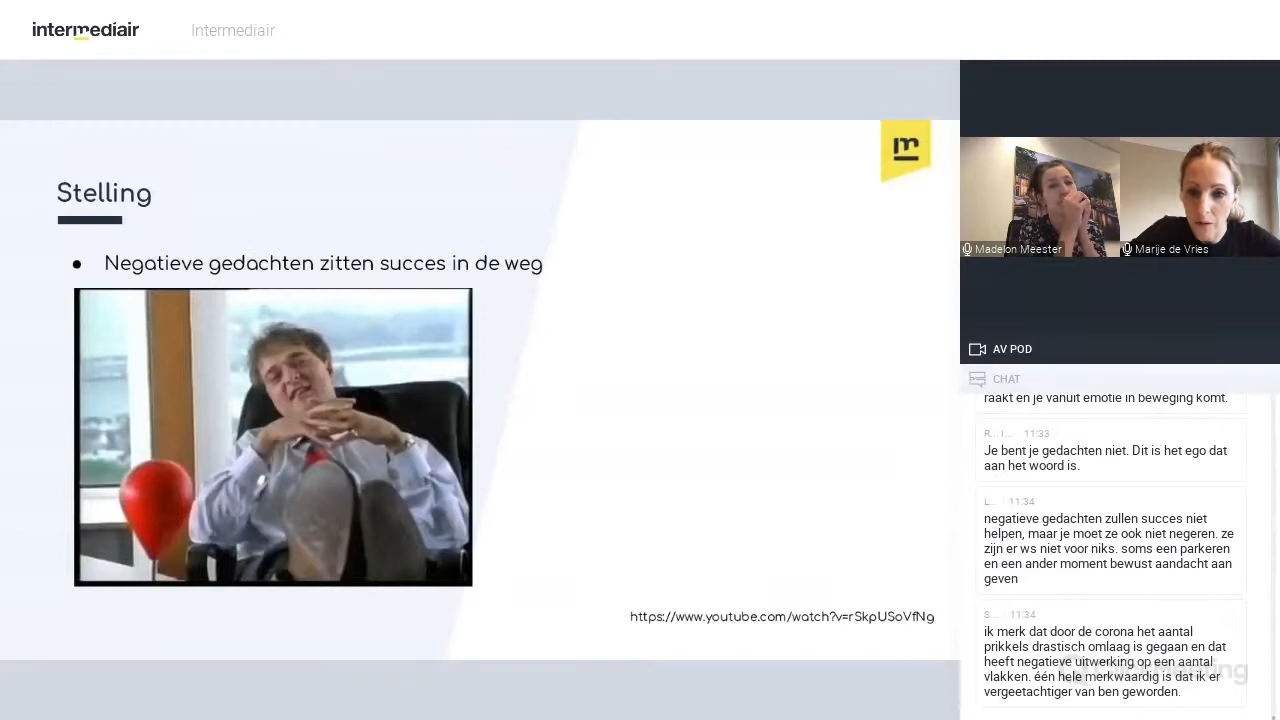 intermediair
Intermediair
m
Stelling
● Negatieve gedachten zitten succes in de weg
https://www.youtube.com/watch?v=rSkpUSoVfNg
Madelon Meester
Marije de Vries
AV POD
CHAT
raakt en je vanuit emotie in beweging komt.
R... I... 11:33
Je bent je gedachten niet. Dit is het ego dat
aan het woord is.
L... 11:34
negatieve gedachten zullen succes niet
helpen, maar je moet ze ook niet negeren. ze
zijn er ws niet voor niks. soms een parkeren
en een ander moment bewust aandacht aan
geven
S... 11:34
ik merk dat door de corona het aantal
prikkels drastisch omlaag is gegaan en dat
heeft negatieve uitwerking op een aantal
vlakken. één hele merkwaardig is dat ik er
vergeetachtiger van ben geworden.